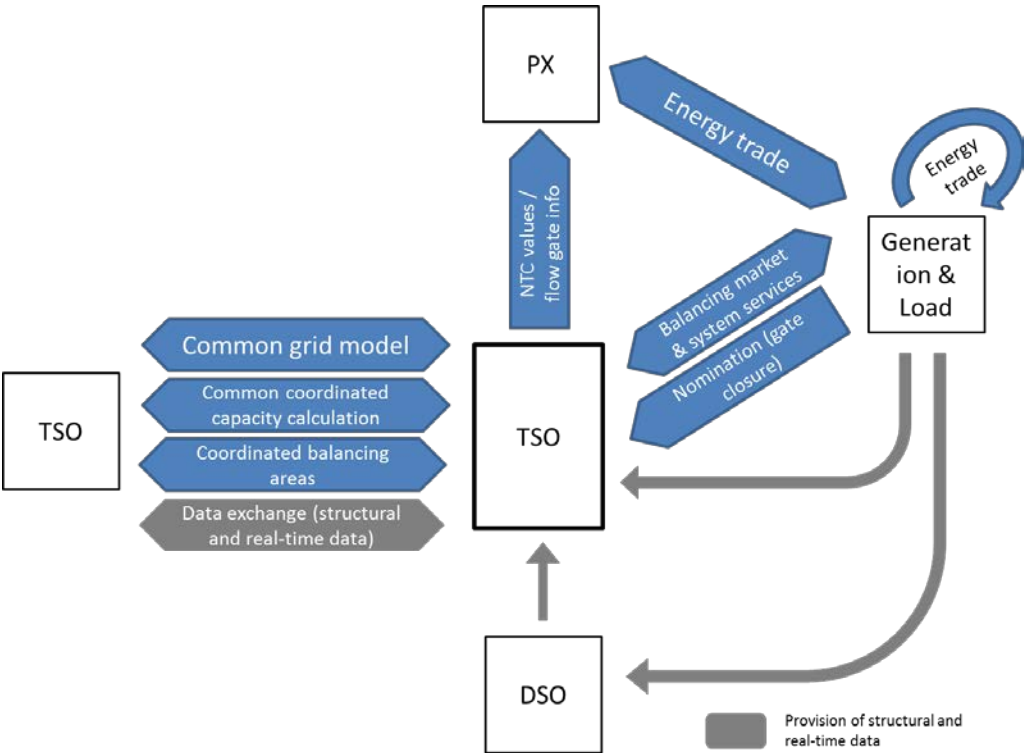 PX
Energy trade
Energy
trade
NTC values /
flow gate info
Generat
ion &
Load
Balancing market
& system services
Nomination (gate
closure)
Common grid model
Common coordinated
capacity calculation
Coordinated balancing
areas
Data exchange (structural
and real-time data)
TSO
TSO
DSO
Provision of structural and
real-time data